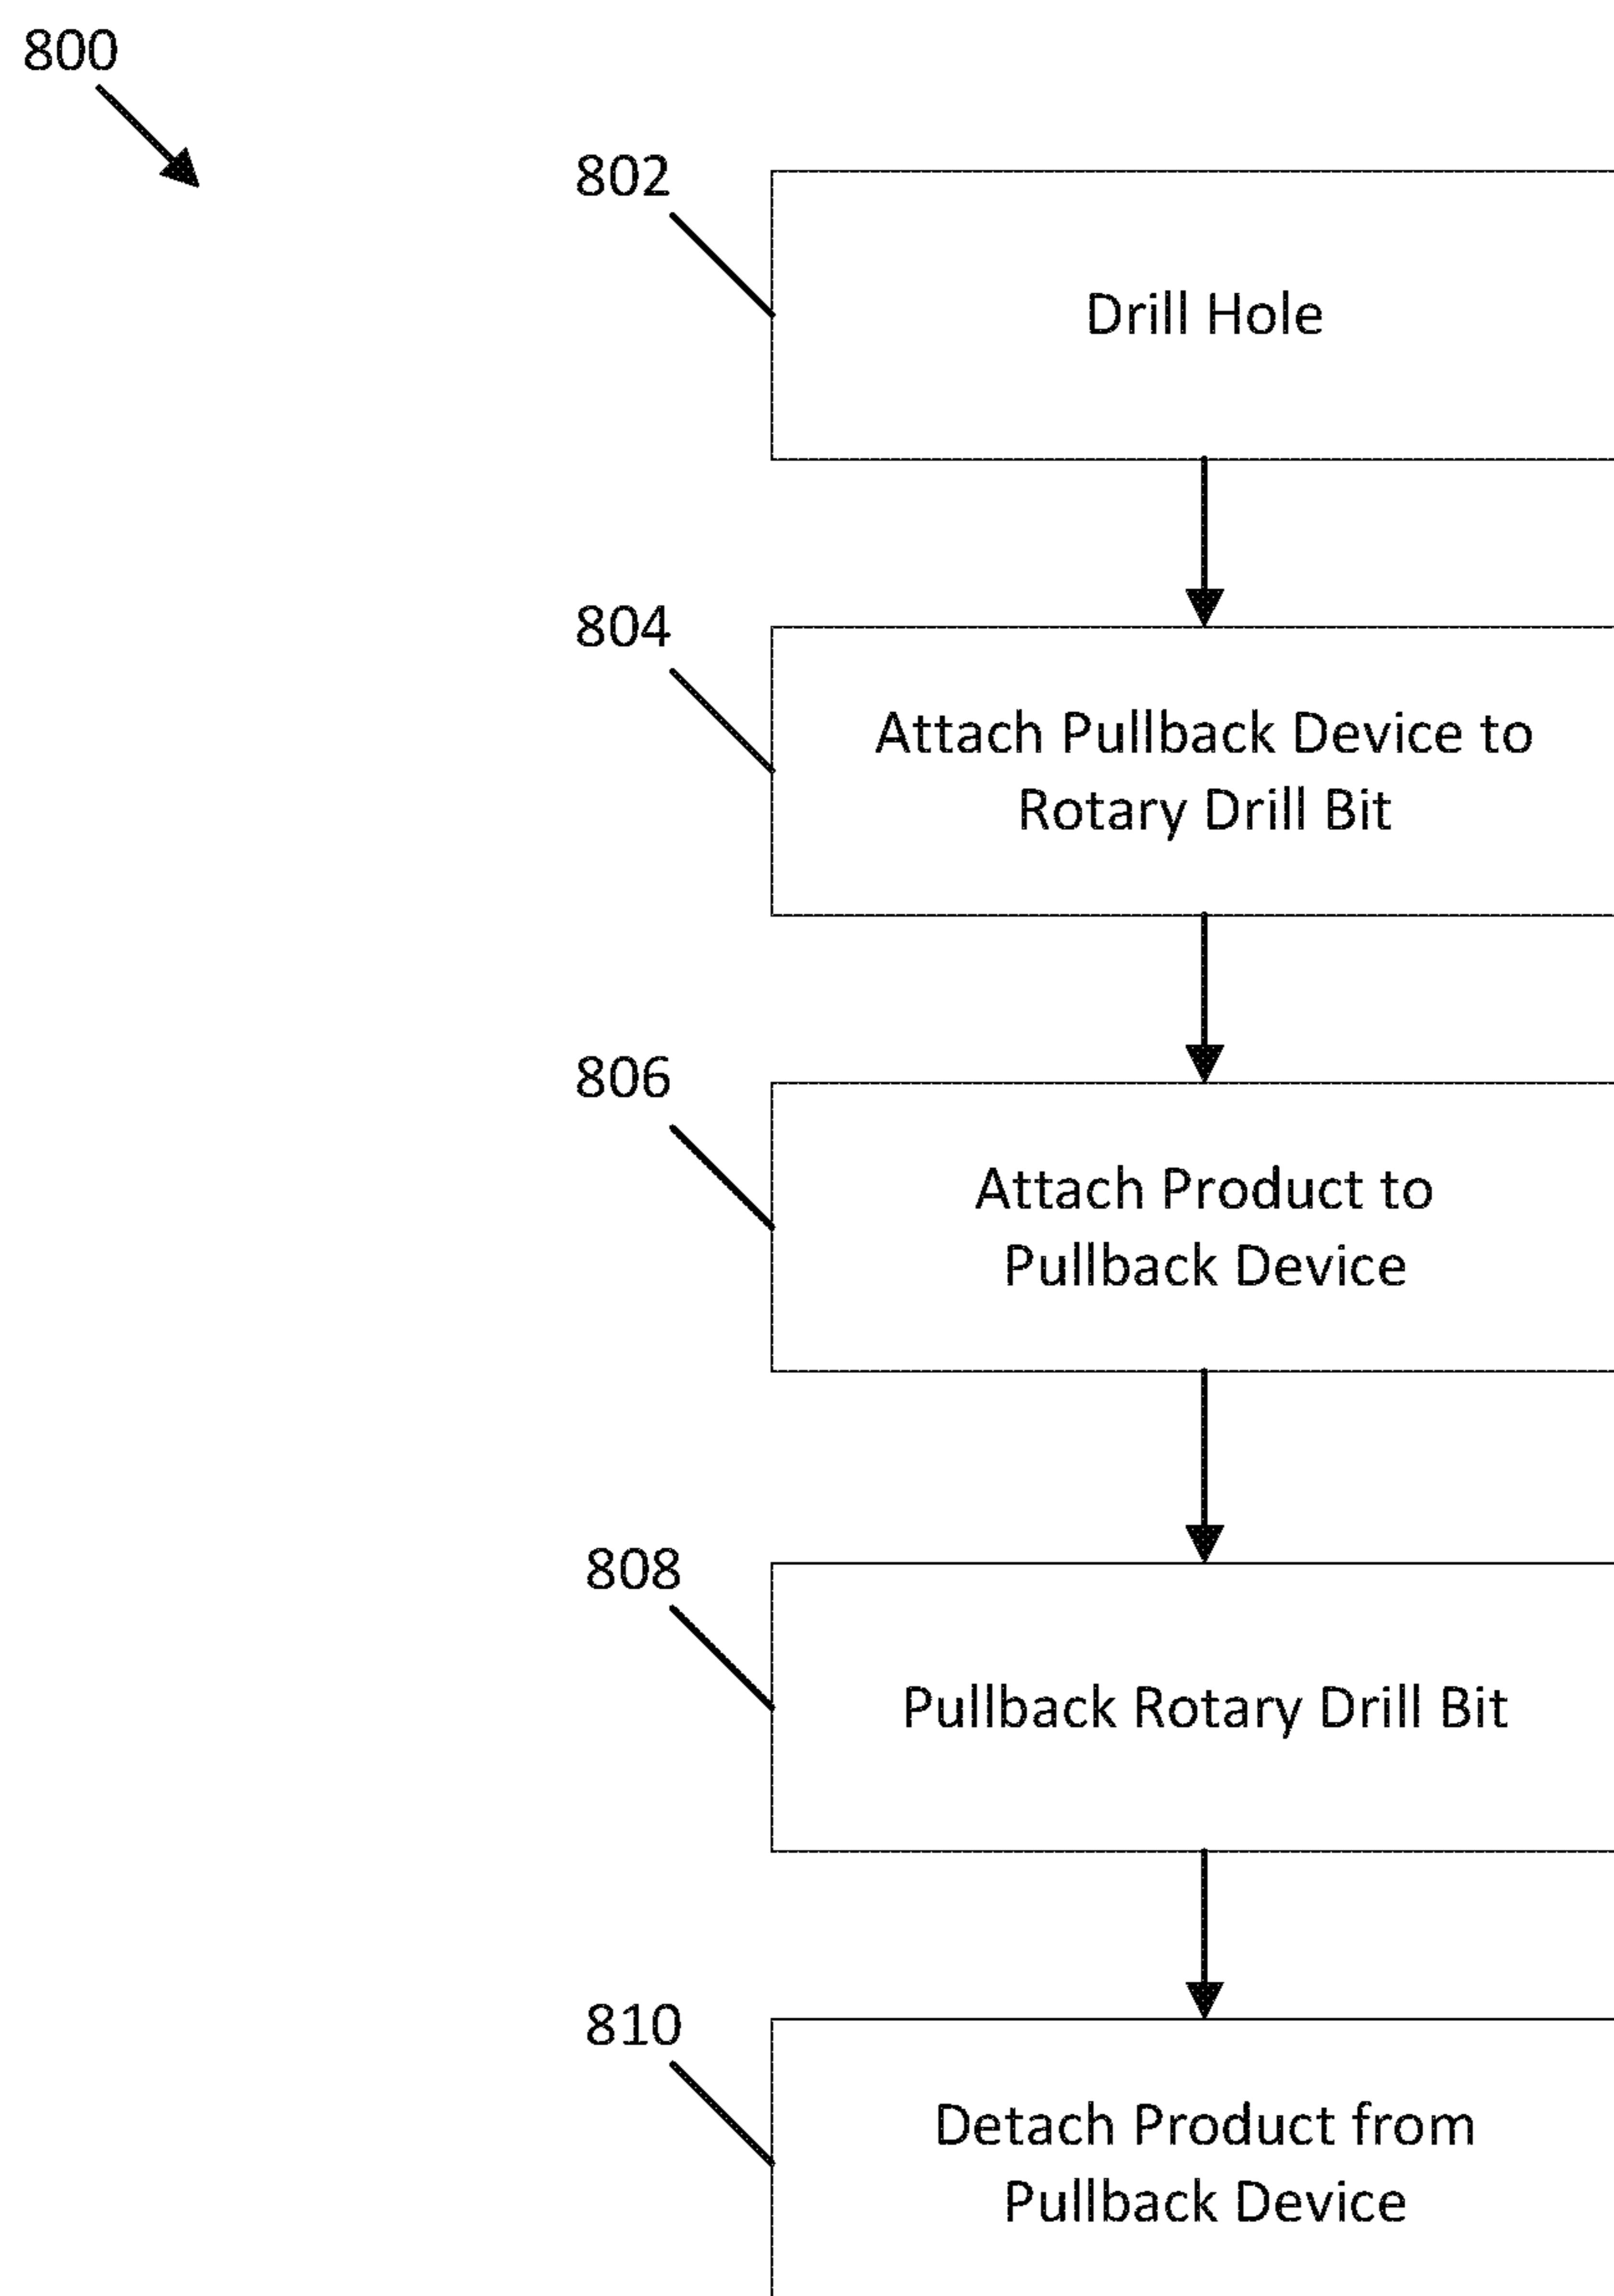 800
802
Drill Hole
804
Attach Pullback Device to
Rotary Drill Bit
806
Attach Product to
Pullback Device
808
Pullback Rotary Drill Bit
810
Detach Product from
Pullback Device